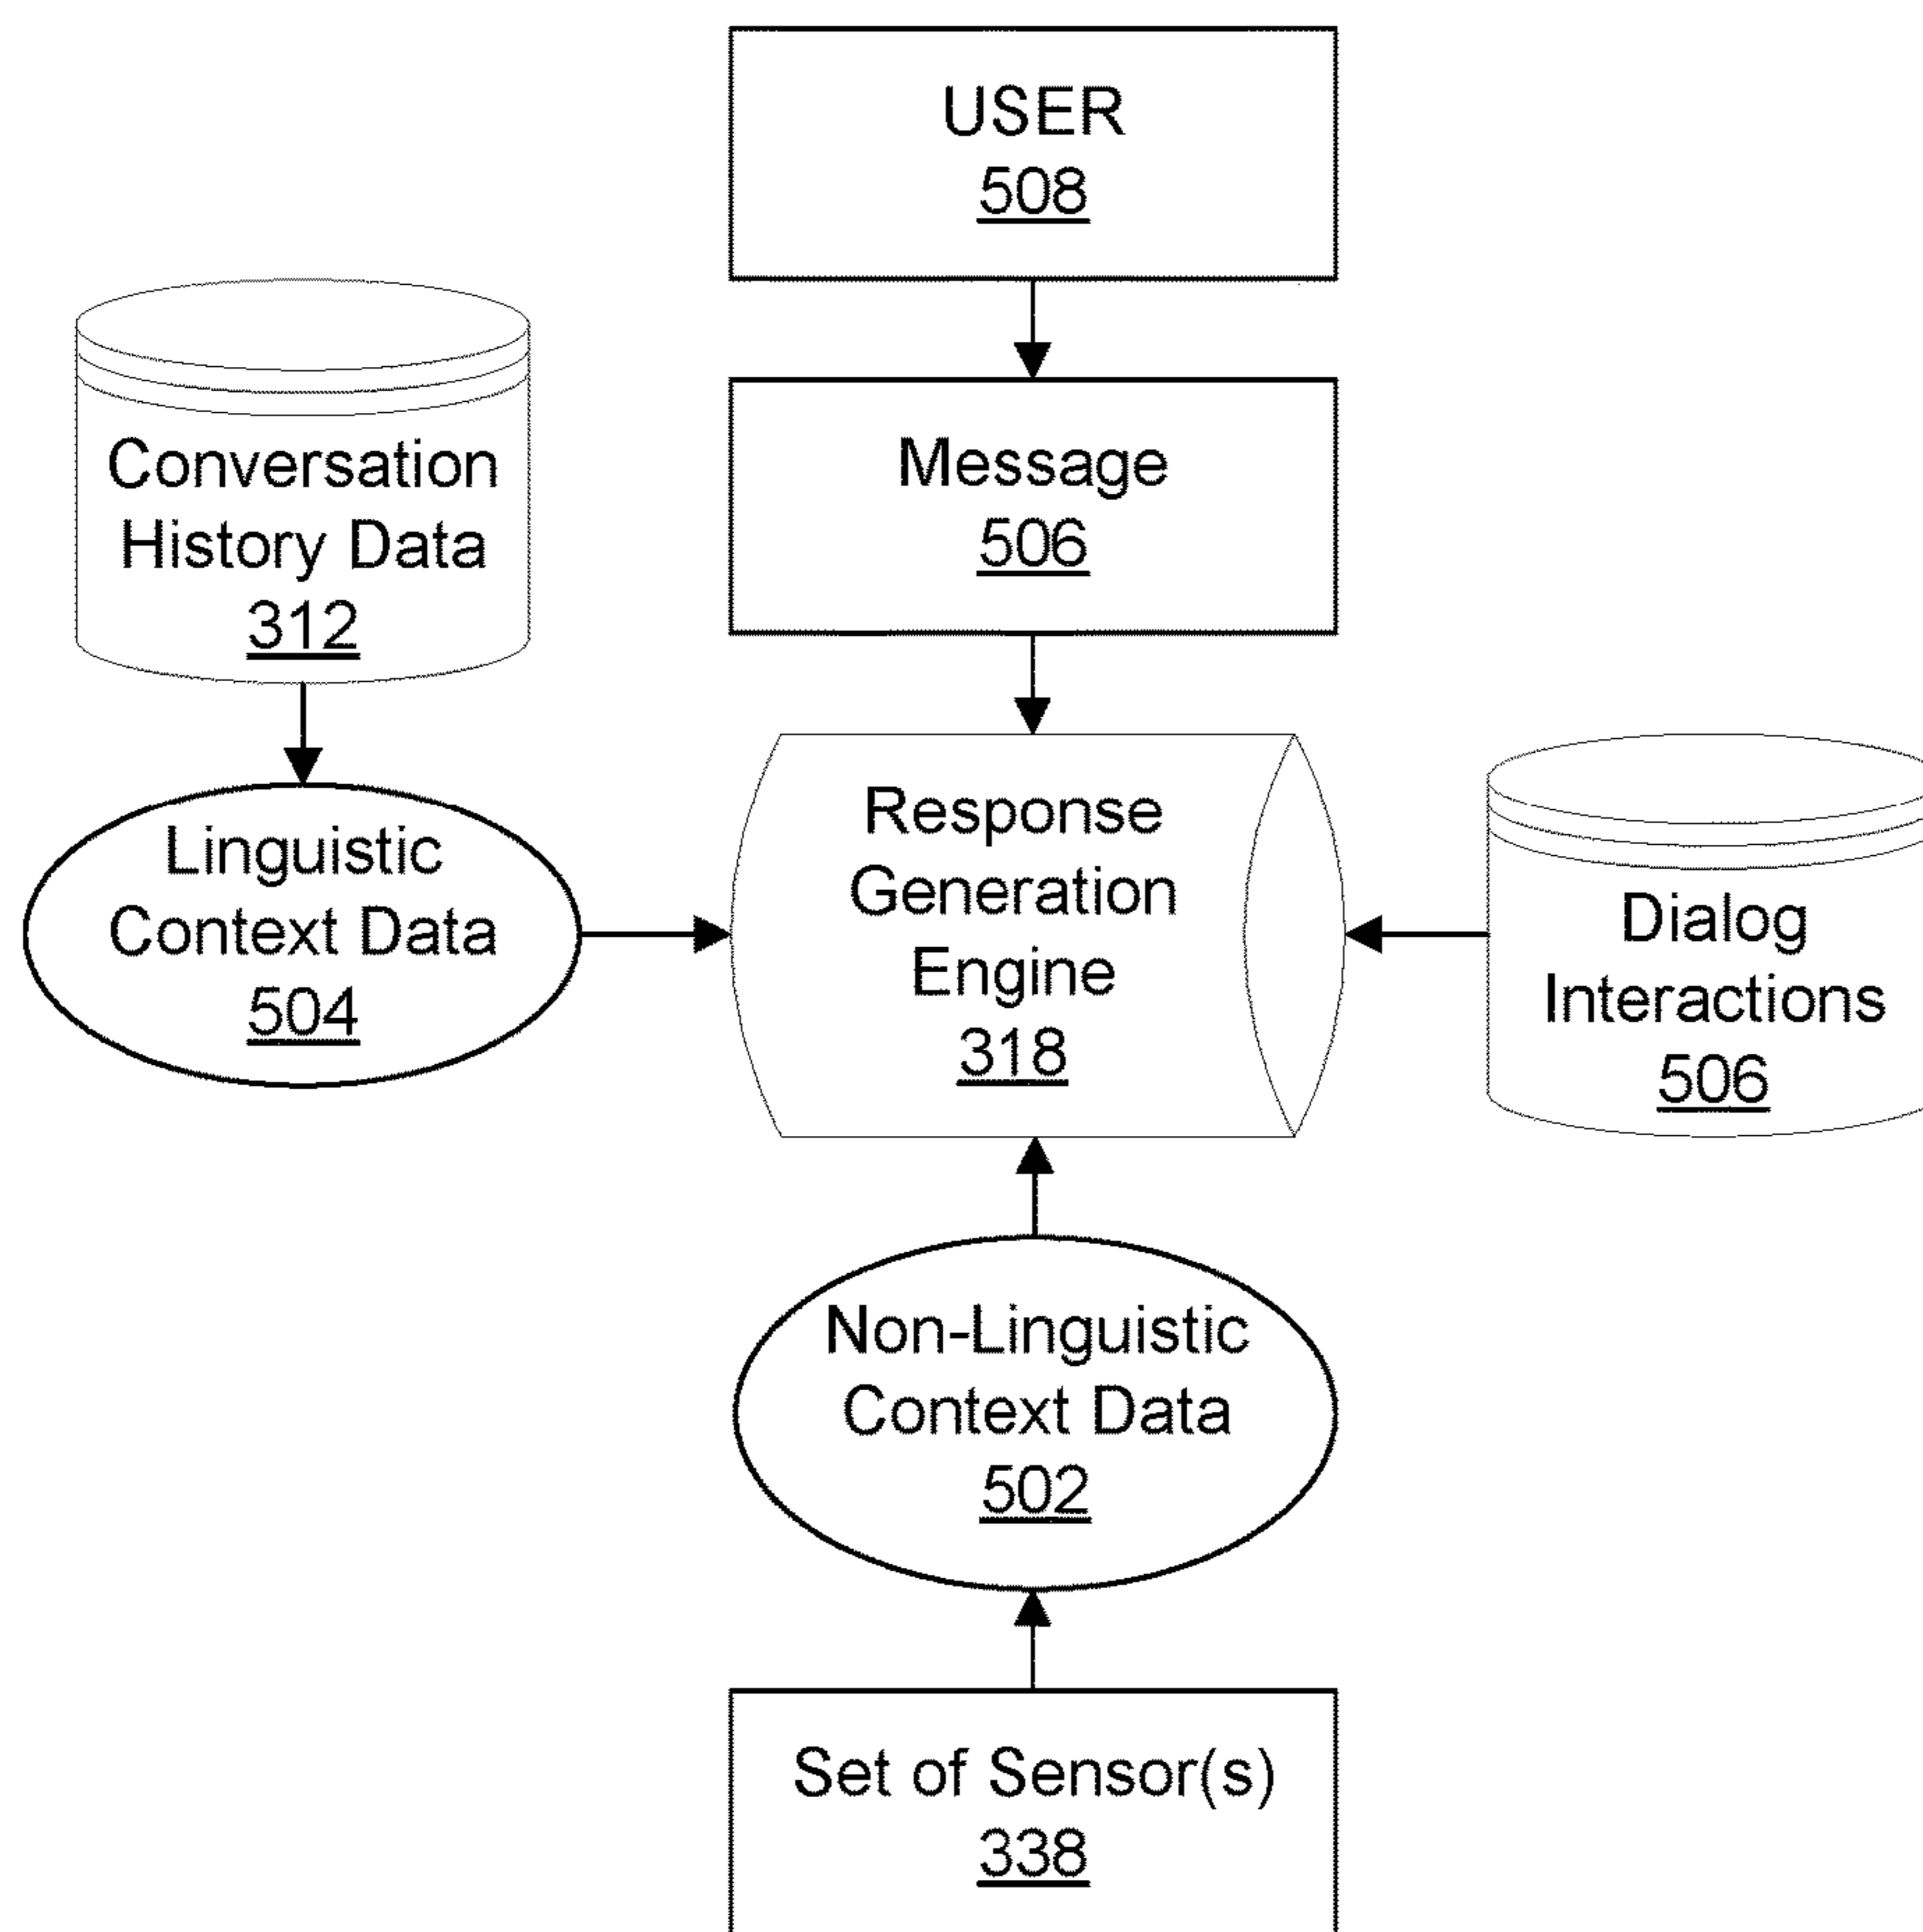 USER
508
Message
506
Conversation
History Data
312
Linguistic
Context Data
504
Response
Generation
Engine
318
Dialog
Interactions
506
Non-Linguistic
Context Data
502
Set of Sensor(s)
338